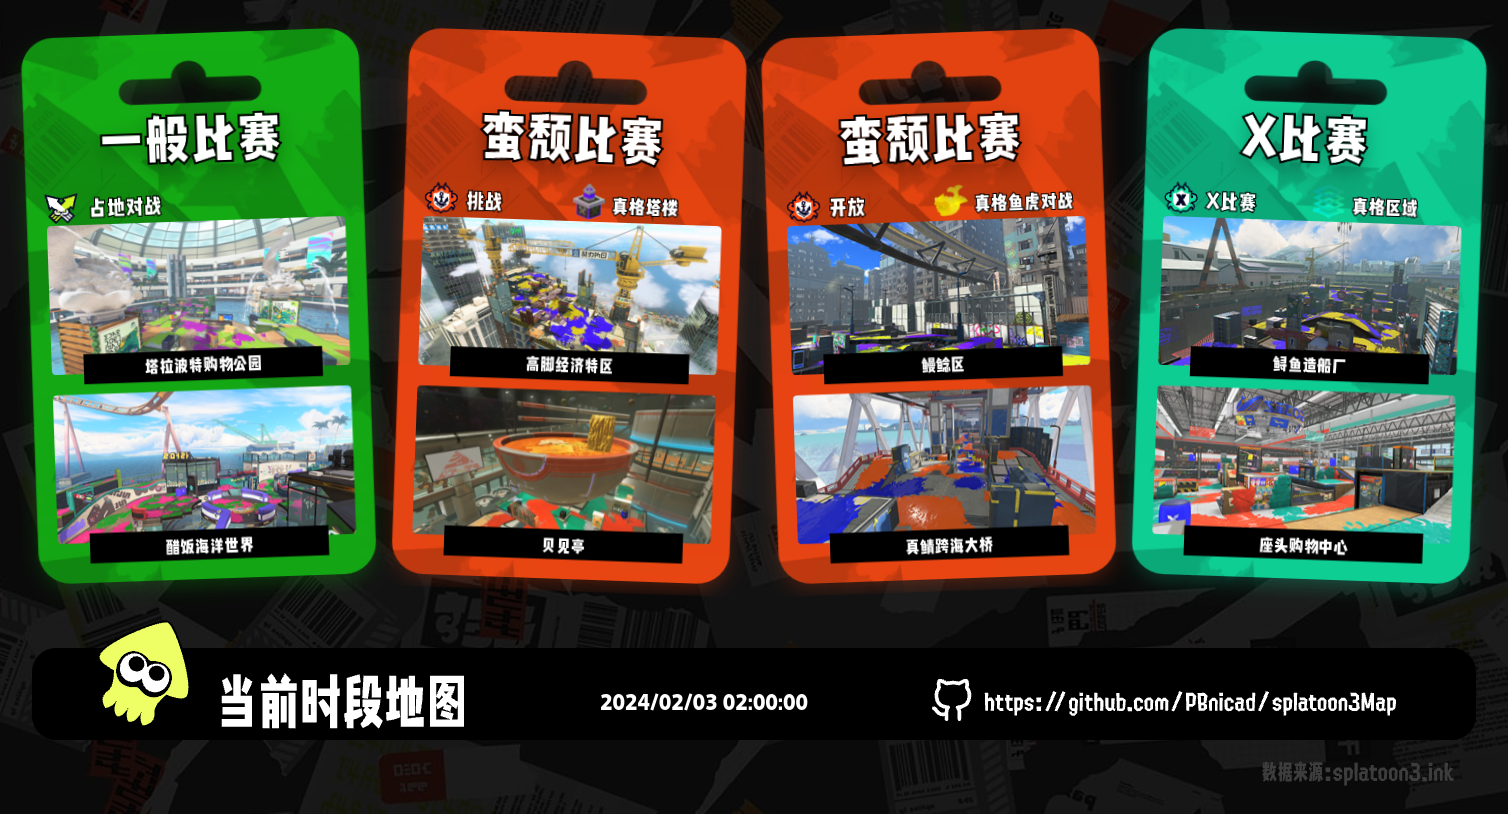 一般比赛
占地对战
塔拉波特购物公园
醋饭海洋世界
蛮颓比赛
挑战
真格塔楼
高脚经济特区
贝见亭
蛮颓比赛
开放
真格鱼虎对战
鳗鲶区
真鲭跨海大桥
X比赛
X比赛
真格区域
鲟鱼造船厂
座头购物中心
当前时段地图
2024/02/03 02:00:00
https://github.com/PBnicad/splatoon3Map
数据来源:splatoon3.ink